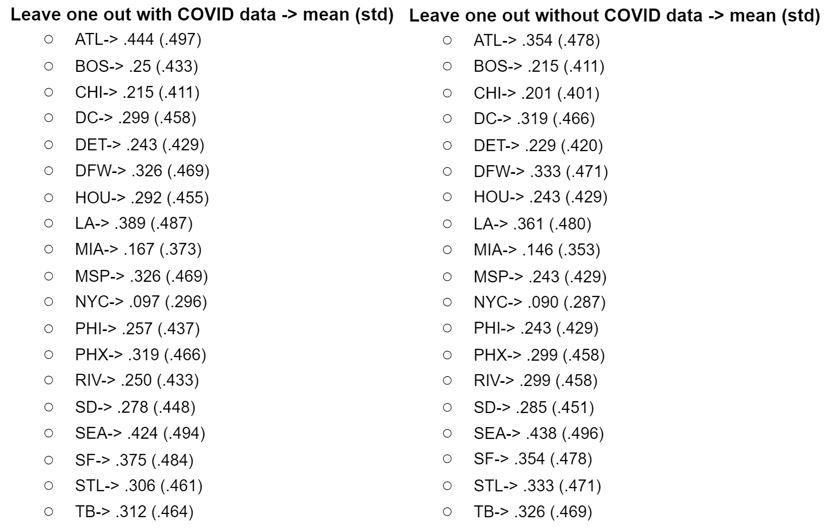 Leave one out with COVID data -> mean (std)
ATL-> .444 (.497)
BOS-> .25 (.433)
CHI-> .215 (.411)
DC-> .299 (.458)
DET-> .243 (.429)
DFW-> .326 (.469)
HOU-> .292 (.455)
LA-> .389 (.487)
MIA-> .167 (.373)
MSP-> .326 (.469)
NYC-> .097 (.296)
PHI-> .257 (.437)
PHX-> .319 (.466)
RIV-> .250 (.433)
SD-> .278 (.448)
SEA-> .424 (.494)
SF-> .375 (.484)
STL-> .306 (.461)
TB-> .312 (.464)
Leave one out without COVID data -> mean (std)
ATL-> .354 (.478)
BOS-> .215 (.411)
CHI-> .201 (.401)
DC-> .319 (.466)
DET-> .229 (.420)
DFW-> .333 (.471)
HOU-> .243 (.429)
LA-> .361 (.480)
MIA-> .146 (.353)
MSP-> .243 (.429)
NYC-> .090 (.287)
PHI-> .243 (.429)
PHX-> .299 (.458)
RIV-> .299 (.458)
SD-> .285 (.451)
SEA-> .438 (.496)
SF-> .354 (.478)
STL-> .333 (.471)
TB-> .326 (.469)